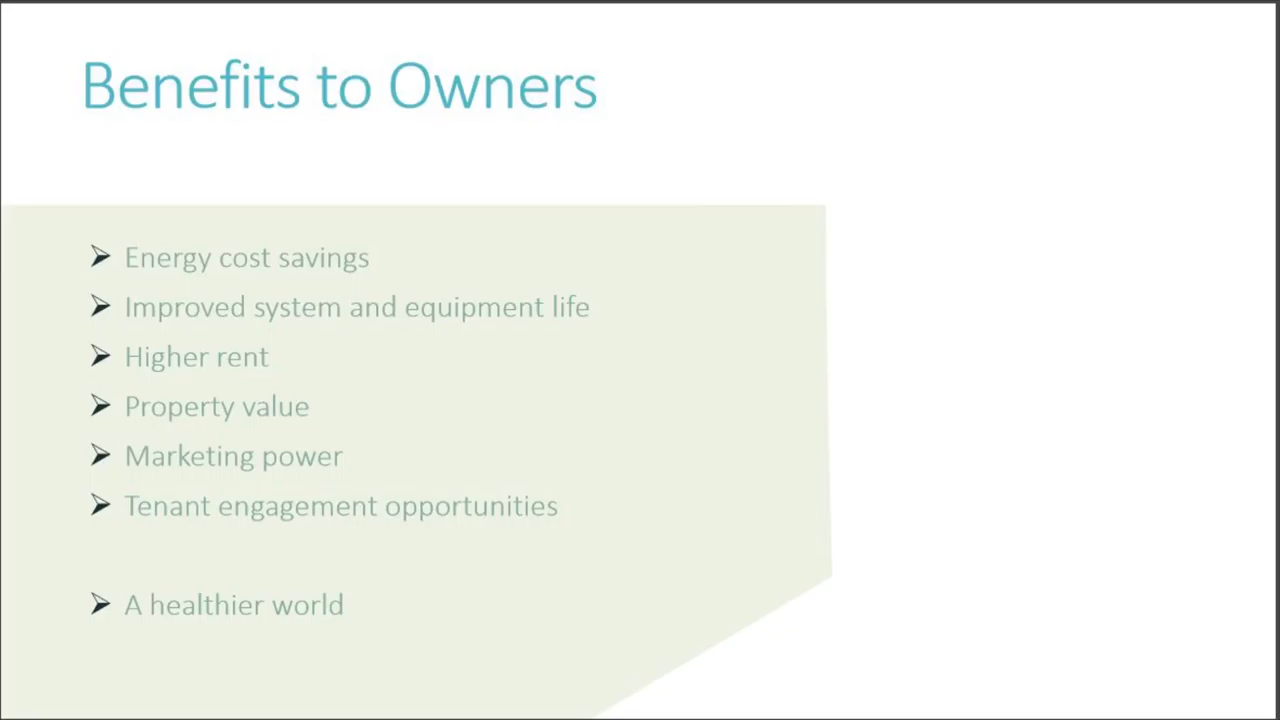 Benefits to Owners
Energy cost savings
Improved system and equipment life
Higher rent
Property value
Marketing power
Tenant engagement opportunities
A healthier world